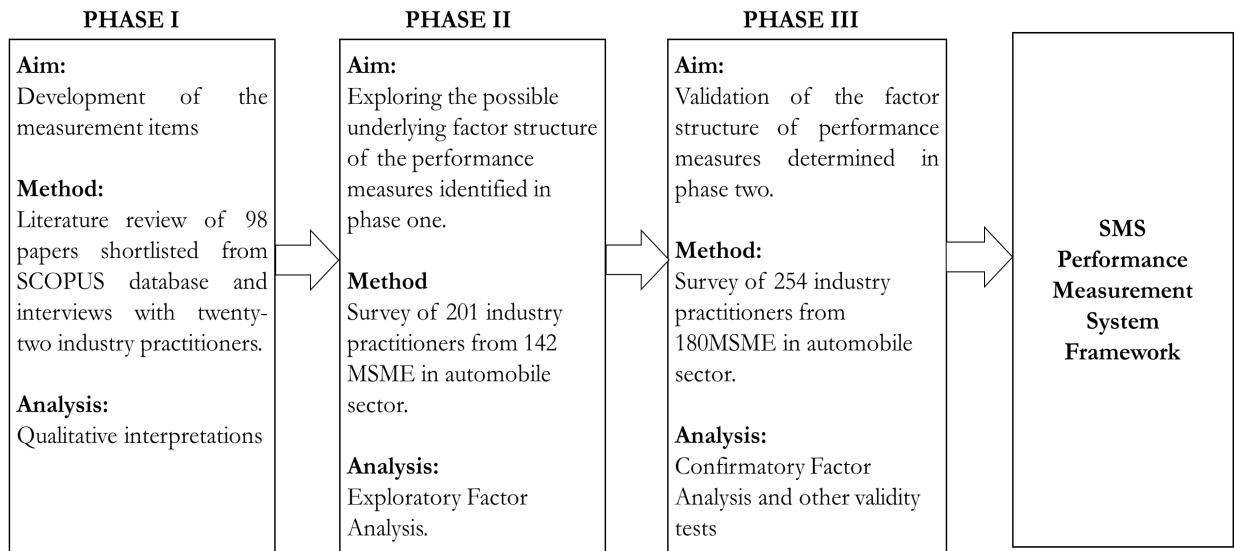 PHASE I
Aim:
Development of the
measurement items
Method:
Literature review of 98
papers shortlisted from
SCOPUS database and
interviews with twenty-
two industry practitioners.
Analysis:
Qualitative interpretations
PHASE II
Aim:
Exploring the possible
underlying factor structure
of the performance
measures identified in
phase one.
Method
Survey of 201 industry
practitioners from 142
MSME in automobile
sector.
Analysis:
Exploratory Factor
Analysis.
PHASE III
Aim:
Validation of the factor
structure of performance
measures determined in
phase two.
Method:
Survey of 254 industry
practitioners from
180MSME in automobile
sector.
Analysis:
Confirmatory Factor
Analysis and other validity
tests
SMS
Performance
Measurement
System
Framework